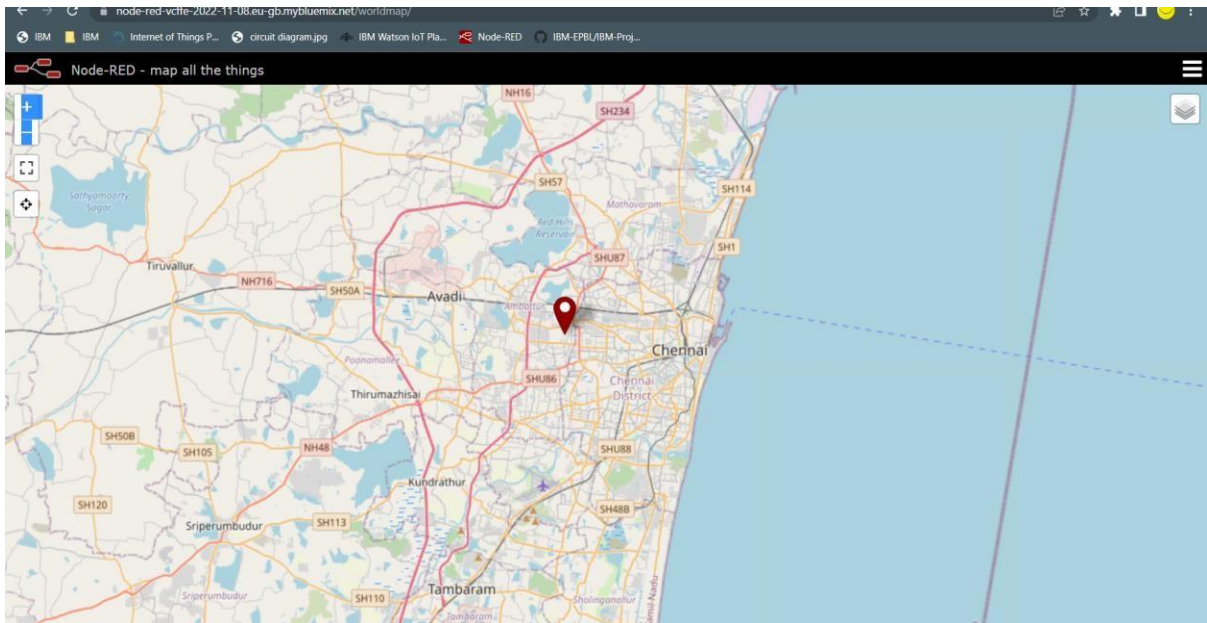 node-red-vcffe-2022-11-08.eu-gb.mybluemix.net/worldmap/
IBM IBM Internet of Things P... circuit diagram.jpg IBM Watson IoT Pla... Node-RED IBM-EPBL/IBM-Proj...
Node-RED - map all the things
NH16
SH234
+
SH57
SH114
Sathyamoorty
Sagar
Mathavaram
Red Hills
Reservoir
SH1
SHU87
Tiruvallur
NH716
SH50A
Avadi
Ambattur
Poonamallee
Chennai
SHU86
Chennai
District
Thirumazhisai
SH50B
SH105
NH48
SHU88
Kundrathur
SH120
SH48B
Sriperumbudur
SH113
Tambaram
Sriperumbudur
SH110
Sholinganallur
Tambaram
mil-Nadu